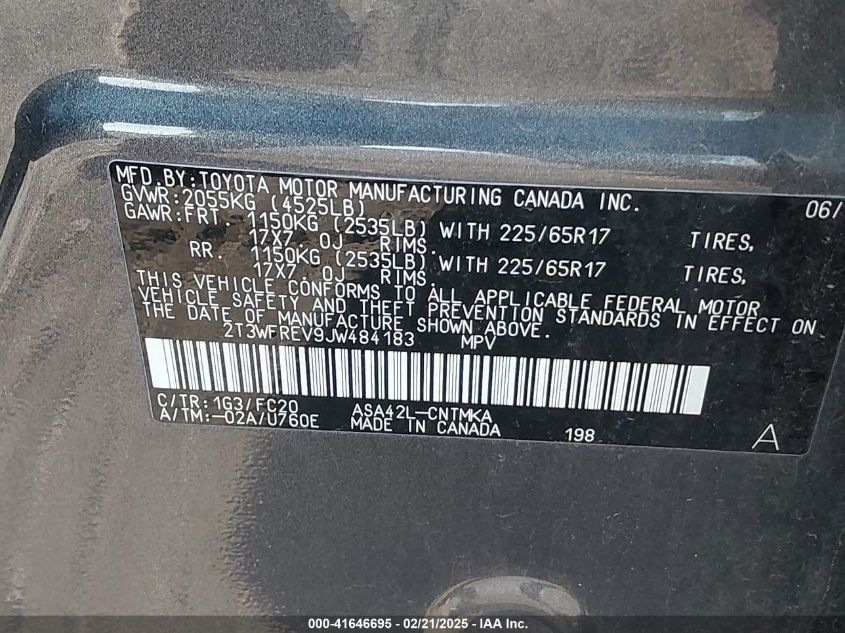 MFD. BY: TOYOTA MOTOR MANUFACTURING CANADA INC. 06/
GVWR: 2055KG (4525LB)
GAWR: FRT. 1150KG (2535LB) WITH 225/65R17 TIRES,
17X7.0J RIMS.
RR. 1150KG (2535LB) WITH 225/65R17 TIRES,
17X7.0J RIMS.
THIS VEHICLE CONFORMS TO ALL APPLICABLE FEDERAL MOTOR
VEHICLE SAFETY AND THEFT PREVENTION STANDARDS IN EFFECT ON
THE DATE OF MANUFACTURE SHOWN ABOVE.
2T3WFREV9JW484183 MPV
C/TR: 1G3/FC20 ASA42L-CNTMKA
A/TM:-02A/U760E MADE IN CANADA 198 A
000-41646695 - 02/21/2025 - IAA Inc.